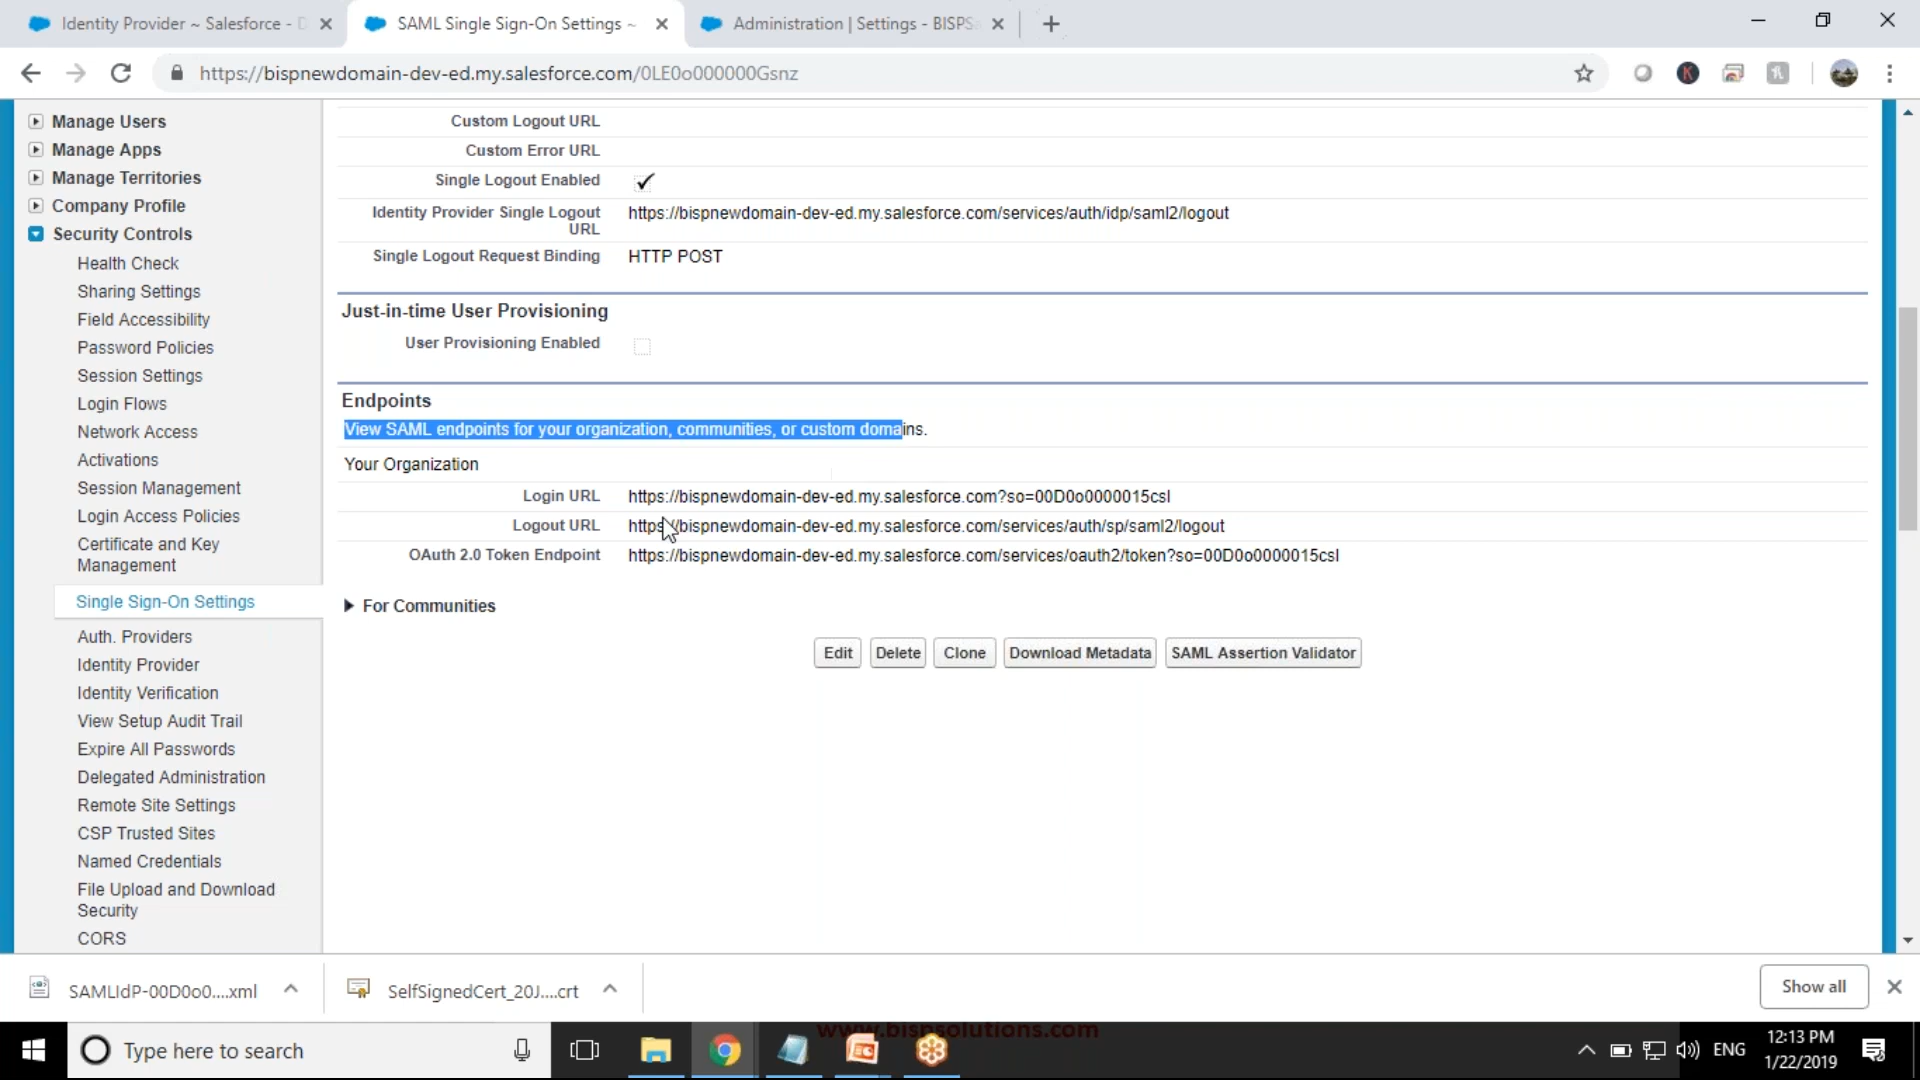 Identity Provider ~ Salesforce - D
SAML Single Sign-On Settings ~
Administration | Settings - BISPSa
https://bispnewdomain-dev-ed.my.salesforce.com/0LE0o000000Gsnz
Manage Users
Manage Apps
Manage Territories
Company Profile
Security Controls
Health Check
Sharing Settings
Field Accessibility
Password Policies
Session Settings
Login Flows
Network Access
Activations
Session Management
Login Access Policies
Certificate and Key
Management
Single Sign-On Settings
Auth. Providers
Identity Provider
Identity Verification
View Setup Audit Trail
Expire All Passwords
Delegated Administration
Remote Site Settings
CSP Trusted Sites
Named Credentials
File Upload and Download
Security
CORS
Custom Logout URL
Custom Error URL
Single Logout Enabled
Identity Provider Single Logout
URL
https://bispnewdomain-dev-ed.my.salesforce.com/services/auth/idp/saml2/logout
Single Logout Request Binding HTTP POST
Just-in-time User Provisioning
User Provisioning Enabled
Endpoints
View SAML endpoints for your organization, communities, or custom domains.
Your Organization
Login URL https://bispnewdomain-dev-ed.my.salesforce.com?so=00D0o0000015csI
Logout URL https://bispnewdomain-dev-ed.my.salesforce.com/services/auth/sp/saml2/logout
OAuth 2.0 Token Endpoint https://bispnewdomain-dev-ed.my.salesforce.com/services/oauth2/token?so=00D0o0000015csI
For Communities
Edit Delete Clone Download Metadata SAML Assertion Validator
SAMLIdP-00D0o0....xml
SelfSignedCert_20J....crt
Show all
www.bispsolutions.com
Type here to search
ENG
12:13 PM
1/22/2019